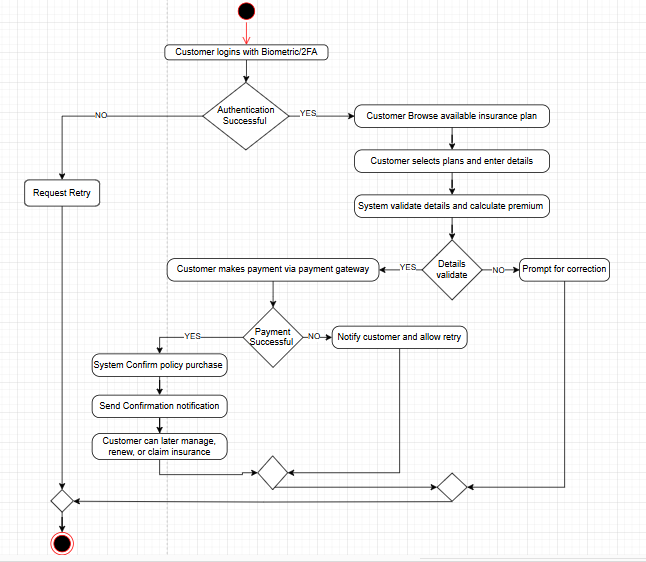 Customer logins with Biometric/2FA
Authentication
Successful
NO
YES
Customer Browse available insurance plan
Customer selects plans and enter details
Request Retry
System validate details and calculate premium
Customer makes payment via payment gateway
YES
Details
validate
NO
Prompt for correction
YES
Payment
Successful
NO
Notify customer and allow retry
System Confirm policy purchase
Send Confirmation notification
Customer can later manage,
renew, or claim insurance